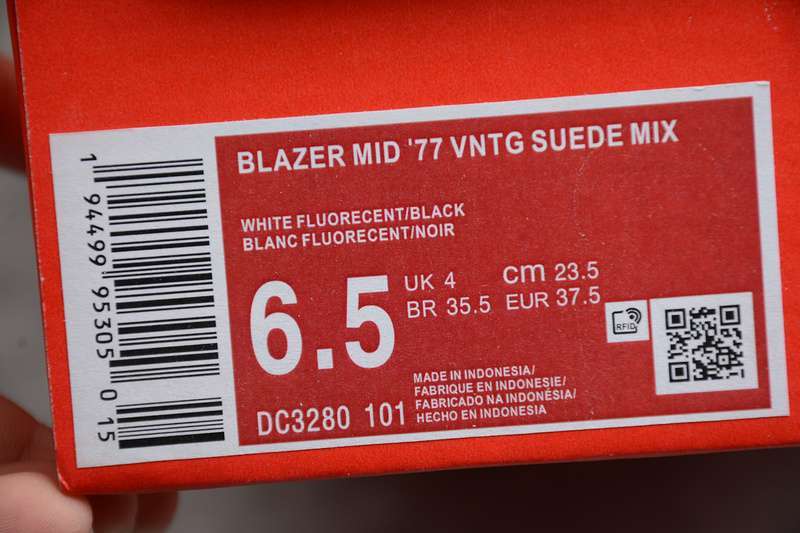 BLAZER MID '77 VNTG SUEDE MIX
WHITE FLUORECENT/BLACK
BLANC FLUORECENT/NOIR
6.5
UK 4 cm 23.5
BR 35.5 EUR 37.5
RFID
MADE IN INDONESIA/
FABRIQUE EN INDONESIE/
FABRICADO NA INDONÉSIA/
HECHO EN INDONESIA
DC3280 101
1 94499 95305 0 15